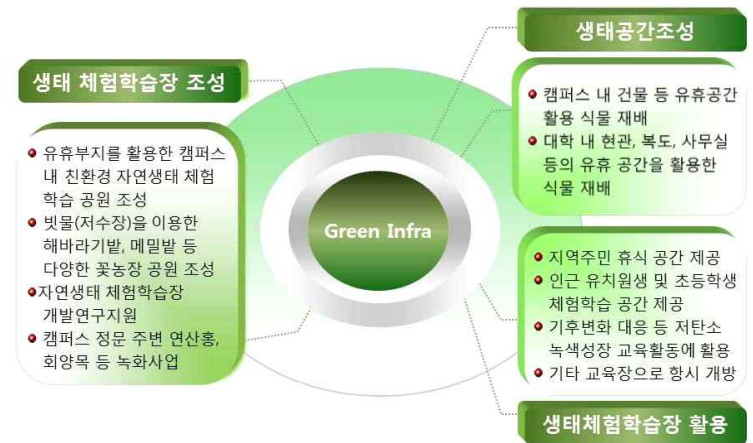 생태 체험학습장 조성
유휴부지를 활용한 캠퍼스
내 친환경 자연생태 체험
학습 공원 조성
빗물(저수장)을 이용한
해바라기밭, 메밀밭 등
다양한 꽃농장 공원 조성
자연생태 체험학습장
개발연구지원
캠퍼스 정문 주변 연산홍,
회양목 등 녹화사업
Green Infra
생태공간조성
캠퍼스 내 건물 등 유휴공간
활용 식물 재배
대학 내 현관, 복도, 사무실
등의 유휴 공간을 활용한
식물 재배
지역주민 휴식 공간 제공
인근 유치원생 및 초등학생
체험학습 공간 제공
기후변화 대응 등 저탄소
녹색성장 교육활동에 활용
기타 교육장으로 항시 개방
생태체험학습장 활용